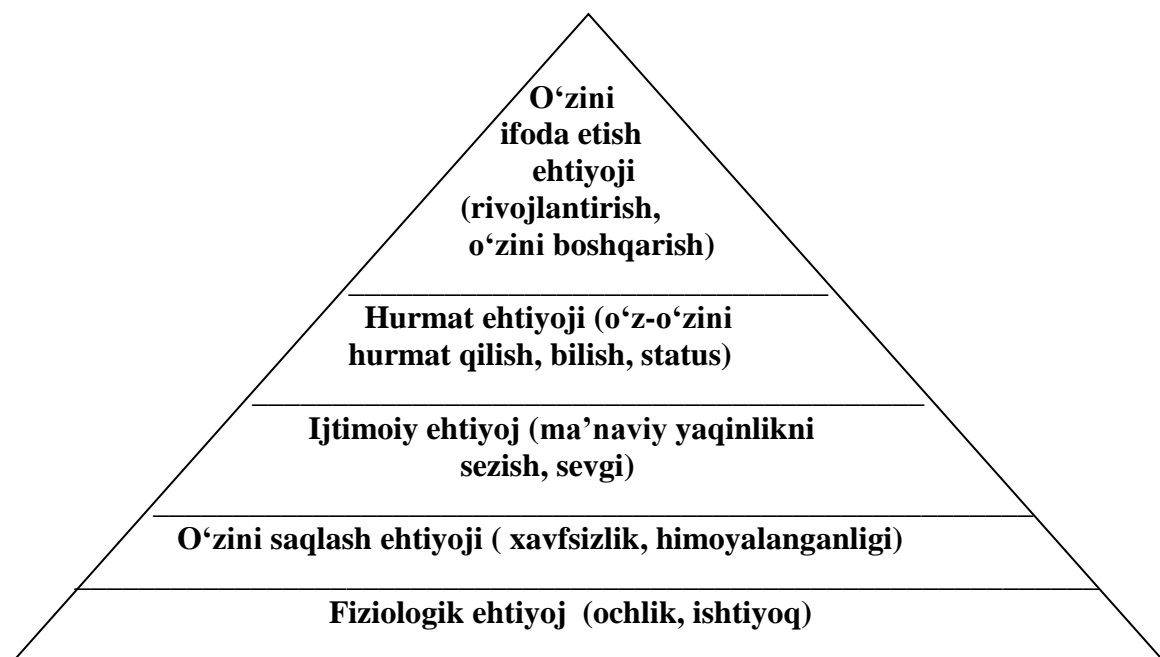 O‘zini
ifoda etish
ehtiyoji
(rivojlantirish,
o‘zini boshqarish)
Hurmat ehtiyoji (o‘z-o‘zini
hurmat qilish, bilish, status)
Ijtimoiy ehtiyoj (ma’naviy yaqinlikni
sezish, sevgi)
O‘zini saqlash ehtiyoji ( xavfsizlik, himoyalanganligi)
Fiziologik ehtiyoj (ochlik, ishtiyoq)